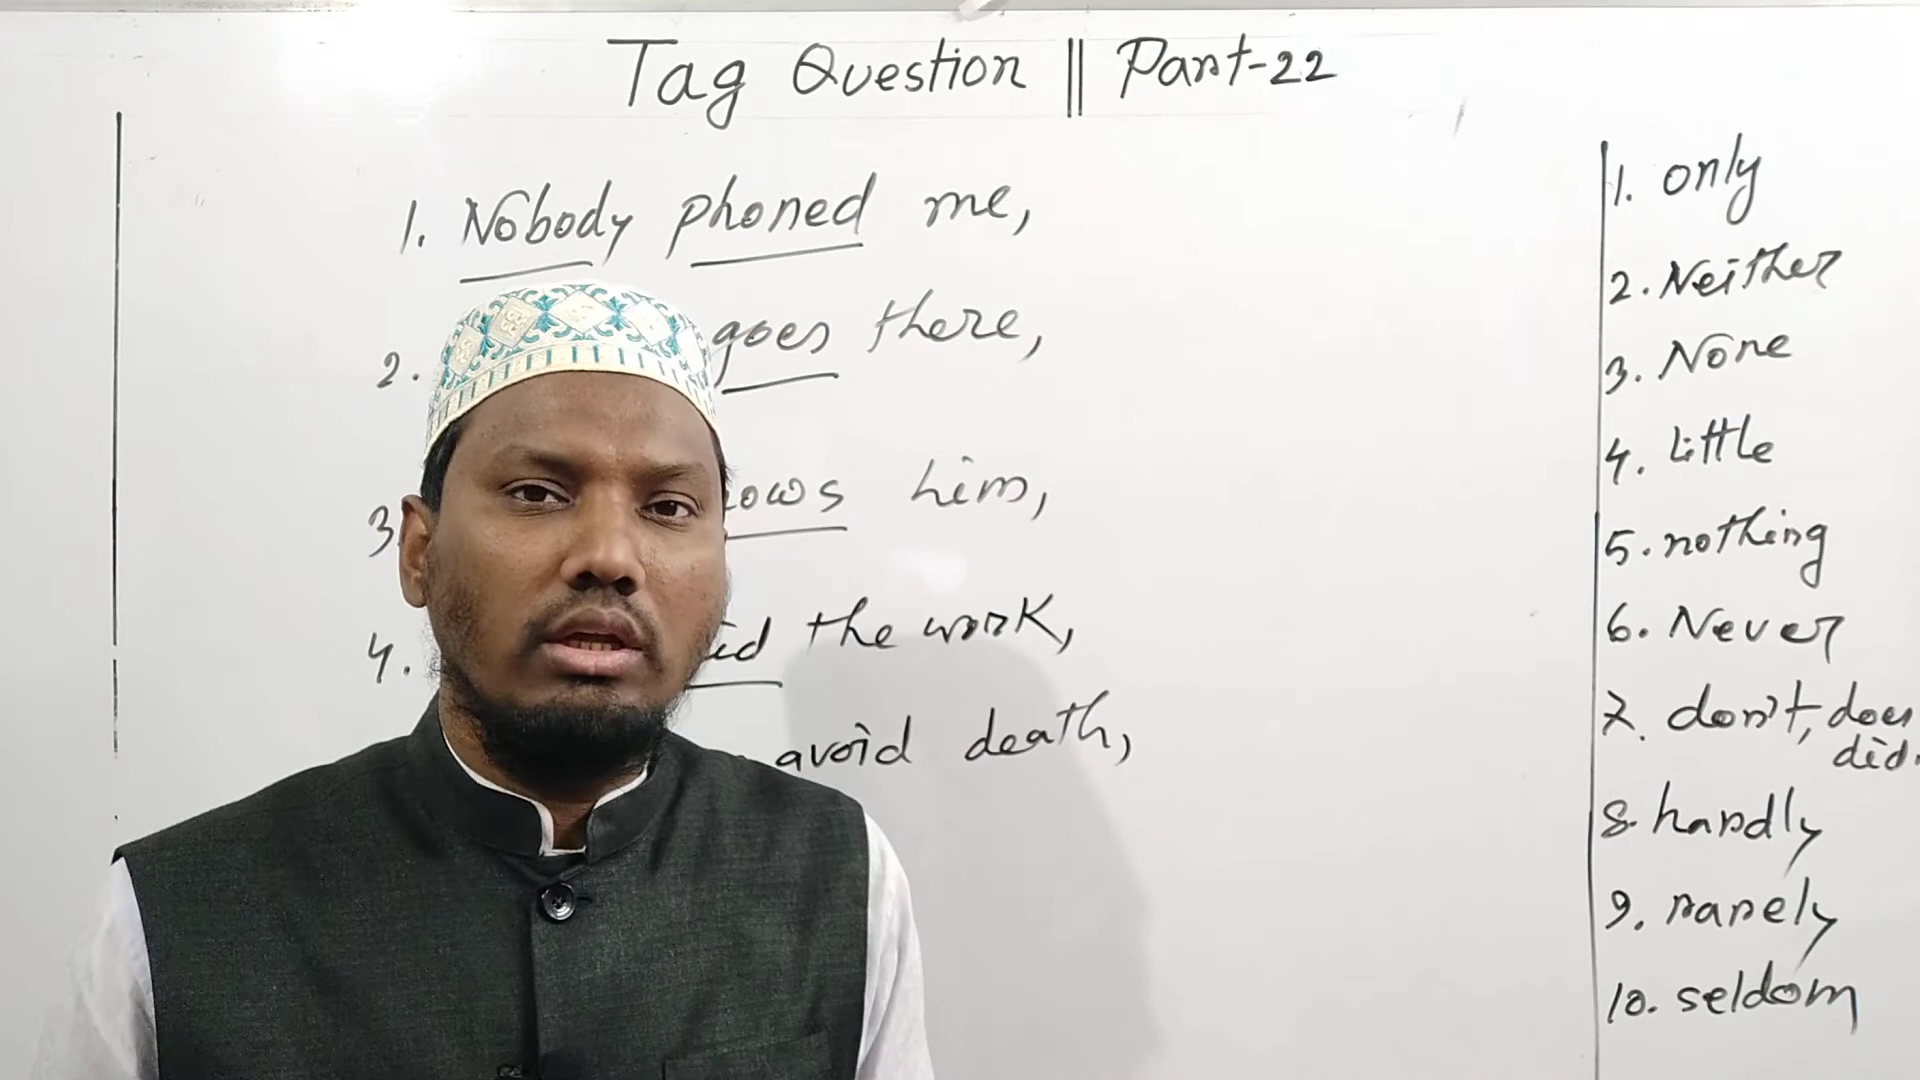 Tag Question || Part-22
1. Nobody phoned me,
2. goes there,
3. him,
4. the work,
avoid death,
1. only
2. Neither
3. None
4. Little
5. nothing
6. Never
7. don't, does
did
8. hardly
9. rarely
10. seldom